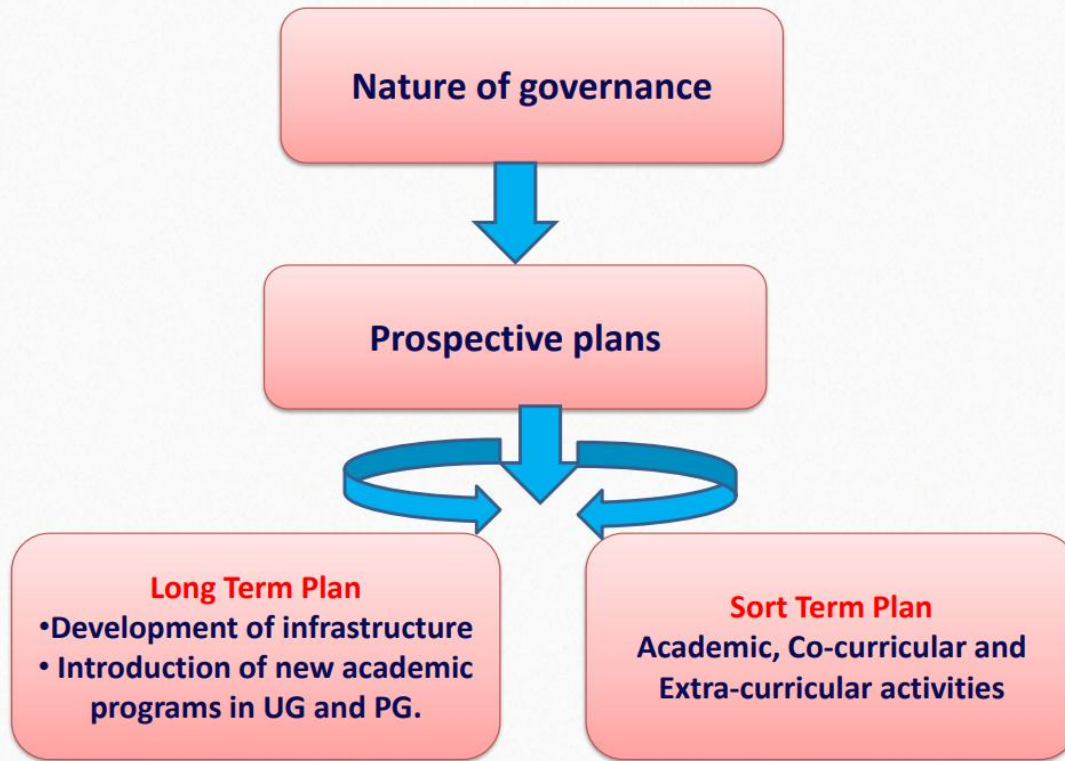 Nature of governance
Prospective plans
Long Term Plan
•Development of infrastructure
• Introduction of new academic
programs in UG and PG.
Sort Term Plan
Academic, Co-curricular and
Extra-curricular activities